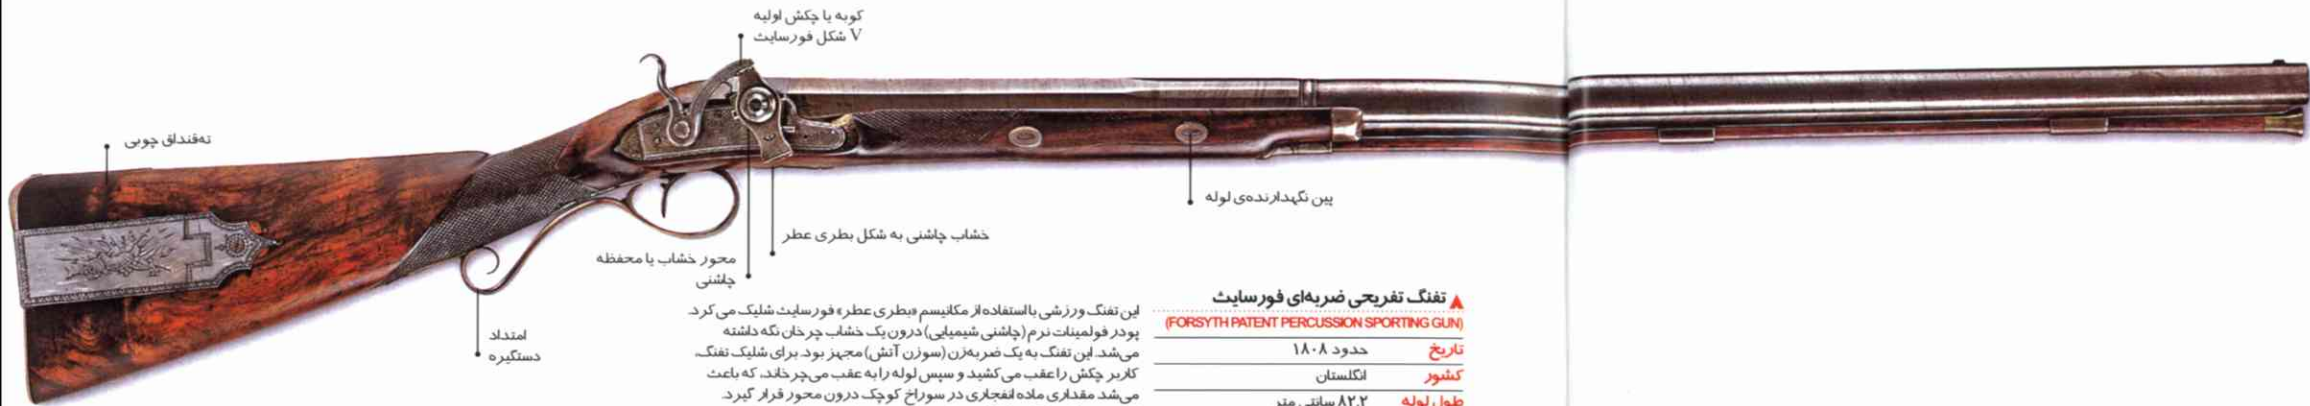 کوبه یا چکش اولیه
V شکل فورسایث
ته‌قنداق چوبی
پین نگهدارنده‌ی لوله
خشاب چاشنی به شکل بطری عطر
محور خشاب یا محفظه
چاشنی
امتداد
دستگیره
تفنگ تفریحی ضربه‌ای فورسایث
(FORSYTH PATENT PERCUSSION SPORTING GUN)
تاریخ حدود ۱۸۰۸
کشور انگلستان
طول لوله ۸۲.۲ سانتی متر
این تفنگ ورزشی با استفاده از مکانیسم «بطری عطر» فورسایث شلیک می کرد.
پودر فولمینات نرم (چاشنی شیمیایی) درون یک خشاب چرخان نگه داشته
می‌شد. این تفنگ به یک ضربه‌زن (سوزن آتش) مجهز بود. برای شلیک تفنگ،
کاربر چکش را عقب می‌کشید و سپس لوله را به عقب می‌چرخاند، که باعث
می‌شد مقداری ماده انفجاری در سوراخ کوچک درون محور قرار گیرد.